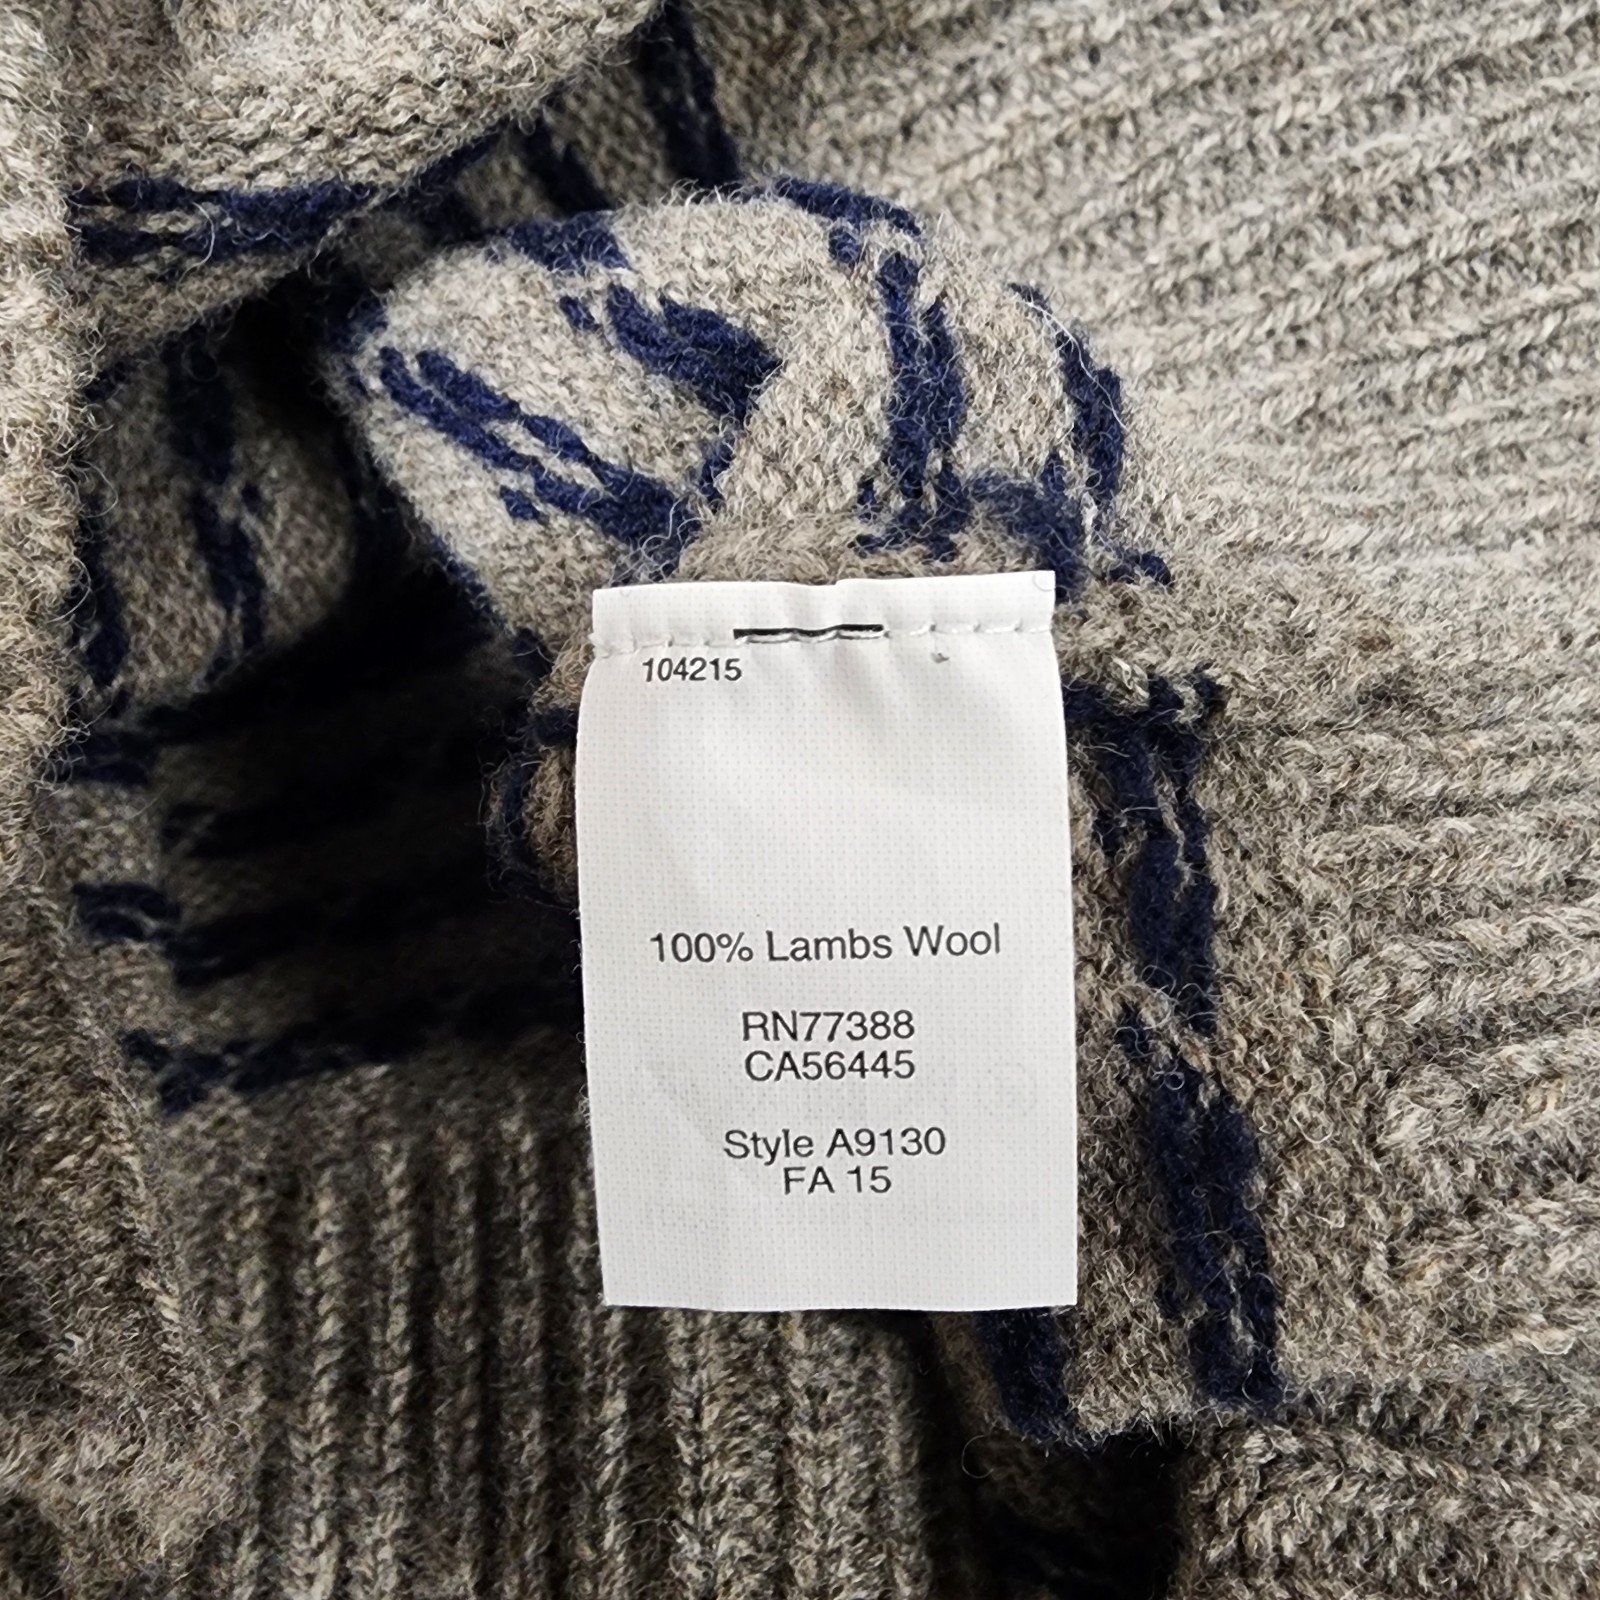 104215
100% Lambs Wool
RN77388
CA56445
Style A9130
FA 15